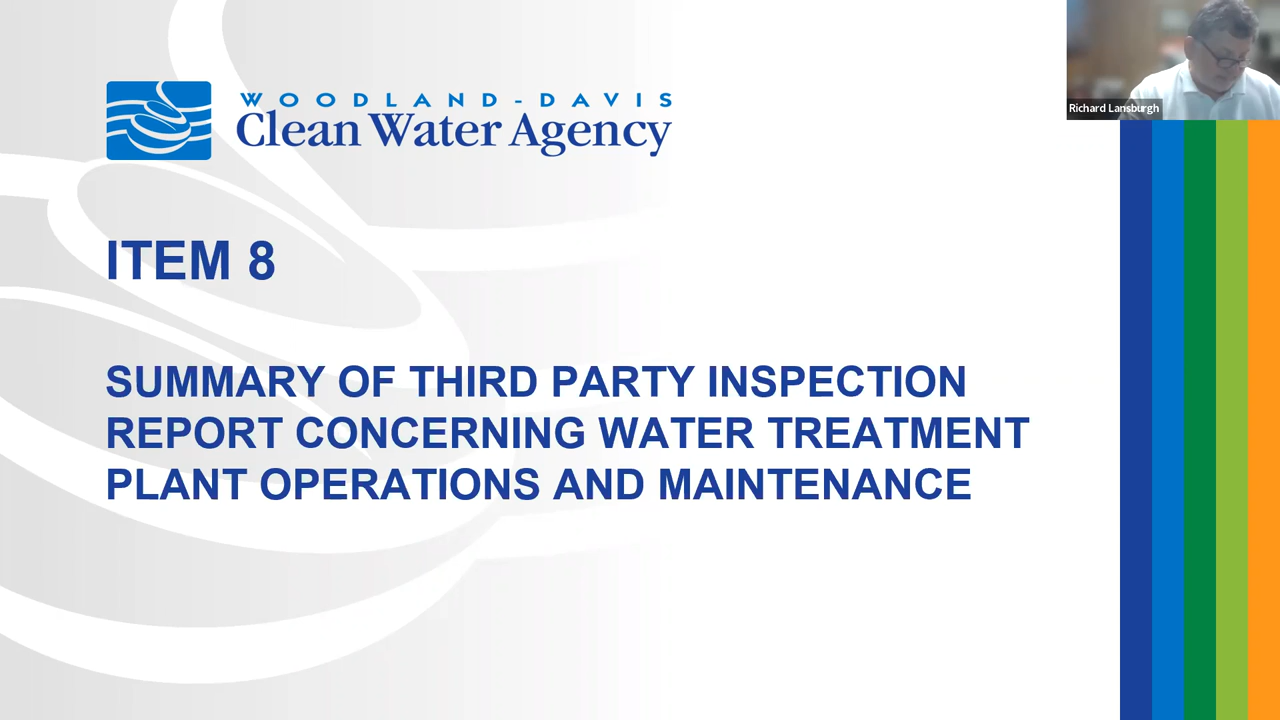 WOODLAND-DAVIS
Clean Water Agency
Richard Lansburgh
ITEM 8
SUMMARY OF THIRD PARTY INSPECTION
REPORT CONCERNING WATER TREATMENT
PLANT OPERATIONS AND MAINTENANCE